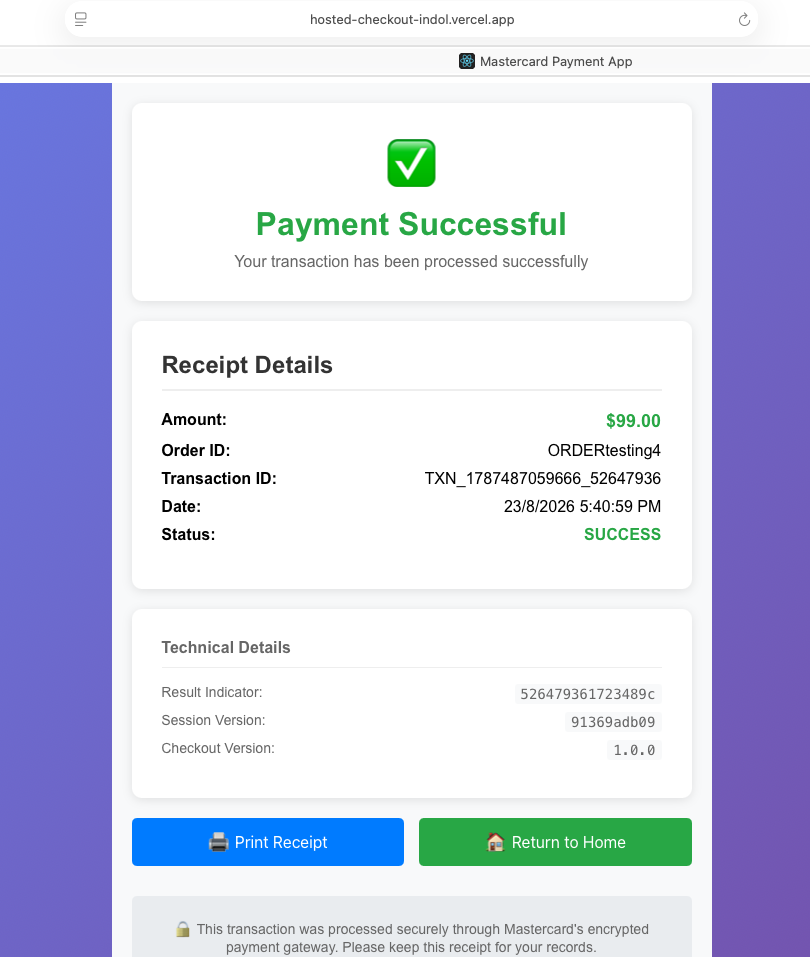 hosted-checkout-indol.vercel.app
Mastercard Payment App
Payment Successful
Your transaction has been processed successfully
Receipt Details
Amount: $99.00
Order ID: ORDERtesting4
Transaction ID: TXN_1787487059666_52647936
Date: 23/8/2026 5:40:59 PM
Status: SUCCESS
Technical Details
Result Indicator: 526479361723489c
Session Version: 91369adb09
Checkout Version: 1.0.0
Print Receipt
Return to Home
This transaction was processed securely through Mastercard's encrypted
payment gateway. Please keep this receipt for your records.